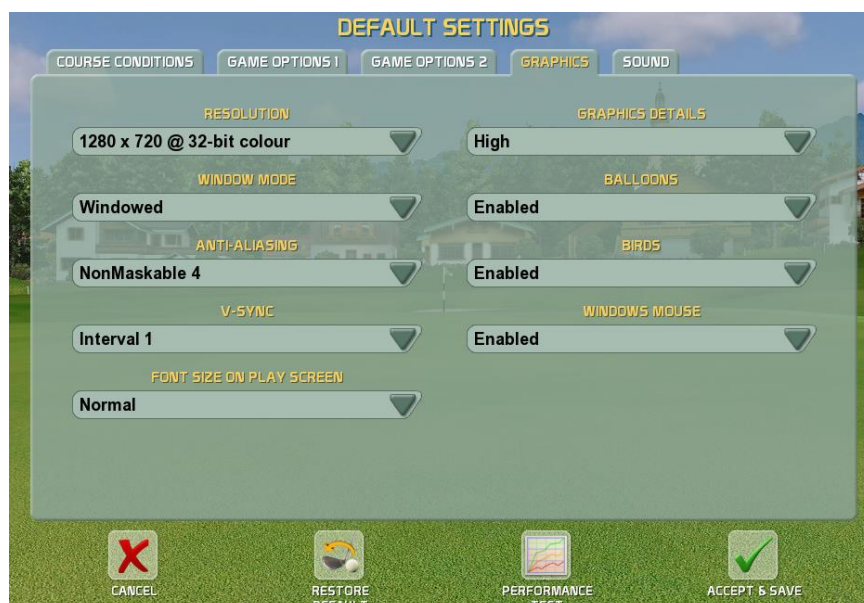 DEFAULT SETTINGS
COURSE CONDITIONS
GAME OPTIONS 1
GAME OPTIONS 2
GRAPHICS
SOUND
RESOLUTION
1280 x 720 @ 32-bit colour
WINDOW MODE
Windowed
ANTI-ALIASING
NonMaskable 4
V-SYNC
Interval 1
FONT SIZE ON PLAY SCREEN
Normal
GRAPHICS DETAILS
High
BALLOONS
Enabled
BIRDS
Enabled
WINDOWS MOUSE
Enabled
CANCEL
RESTORE
DEFAULT
PERFORMANCE
TEST
ACCEPT & SAVE